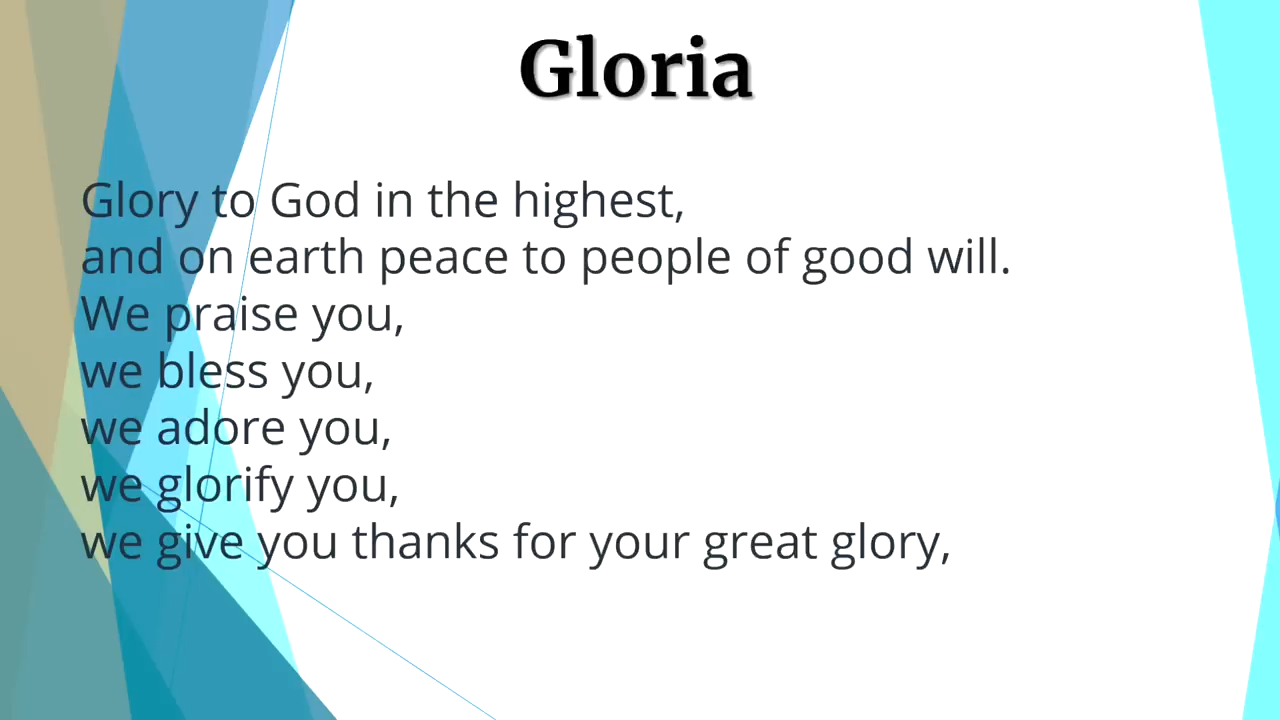 Gloria
Glory to God in the highest,
and on earth peace to people of good will.
We praise you,
we bless you,
we adore you,
we glorify you,
we give you thanks for your great glory,